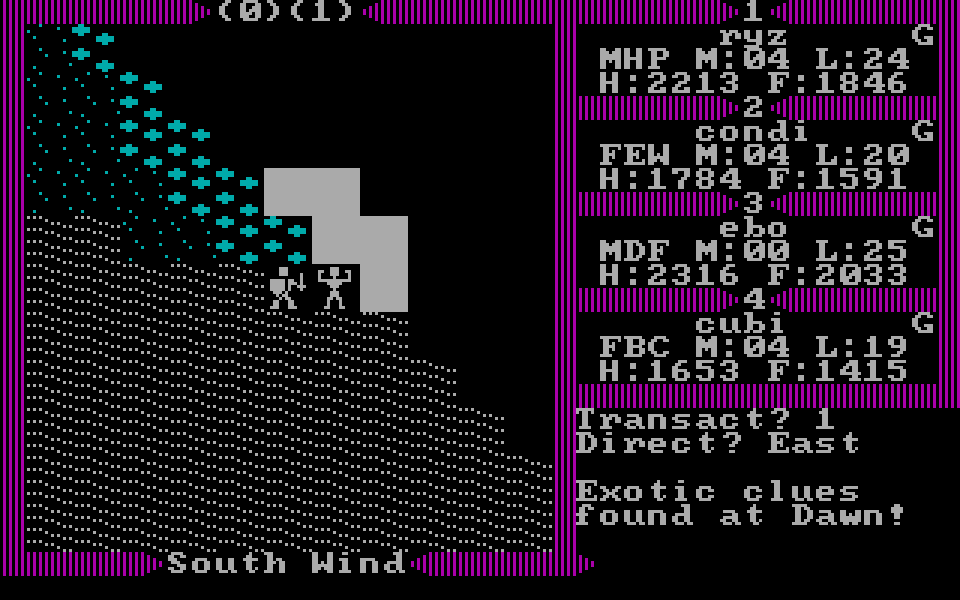 (0)(1)
1
ryz G
MHP M:04 L:24
H:2213 F:1846
2
condi G
FEW M:04 L:20
H:1784 F:1591
3
ebo G
MDF M:00 L:25
H:2316 F:2033
4
cubi G
FBC M:04 L:19
H:1653 F:1415
Transact? 1
Direct? East
Exotic clues
found at Dawn!
South Wind